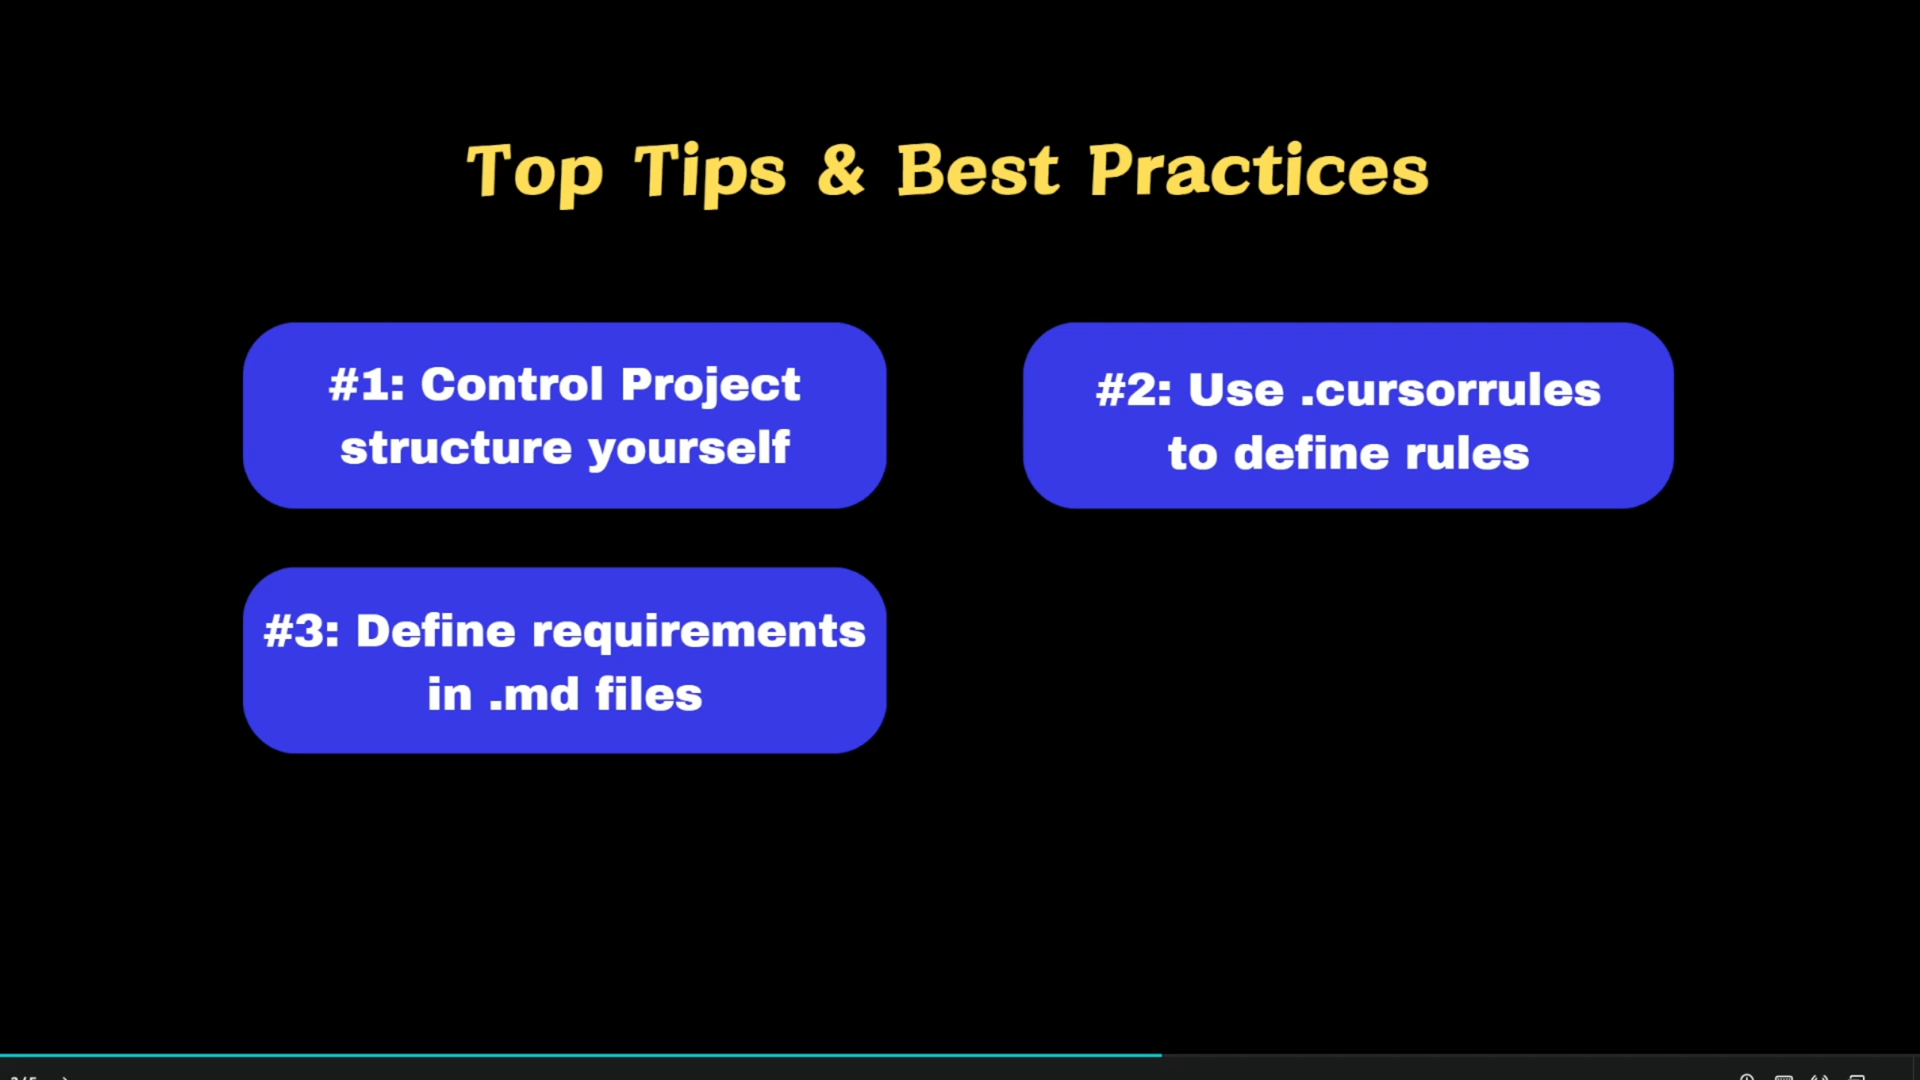 Top Tips & Best Practices
#1: Control Project
structure yourself
#2: Use .cursorrules
to define rules
#3: Define requirements
in .md files